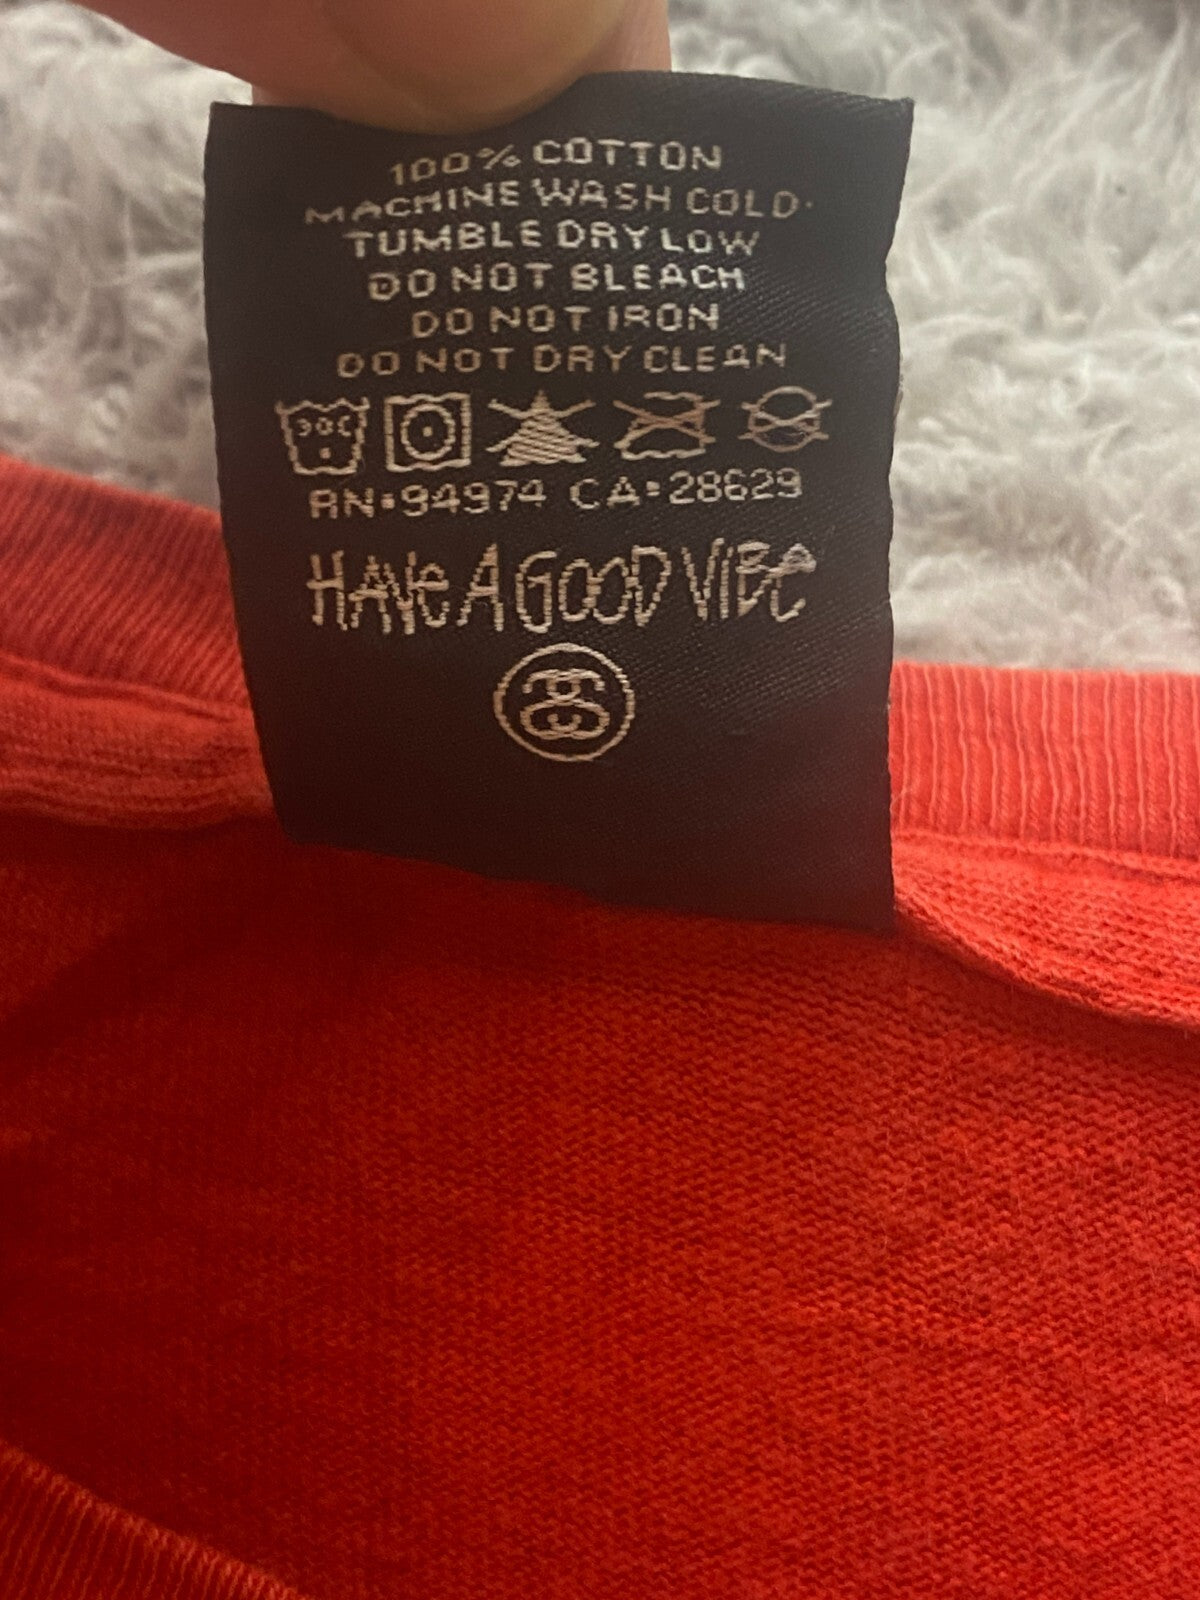 100% COTTON
MACHINE WASH COLD
TUMBLE DRY LOW
DO NOT BLEACH
DO NOT IRON
DO NOT DRY CLEAN
30C
RN•94974 CA•28629
HAVE A GOOD VIBE